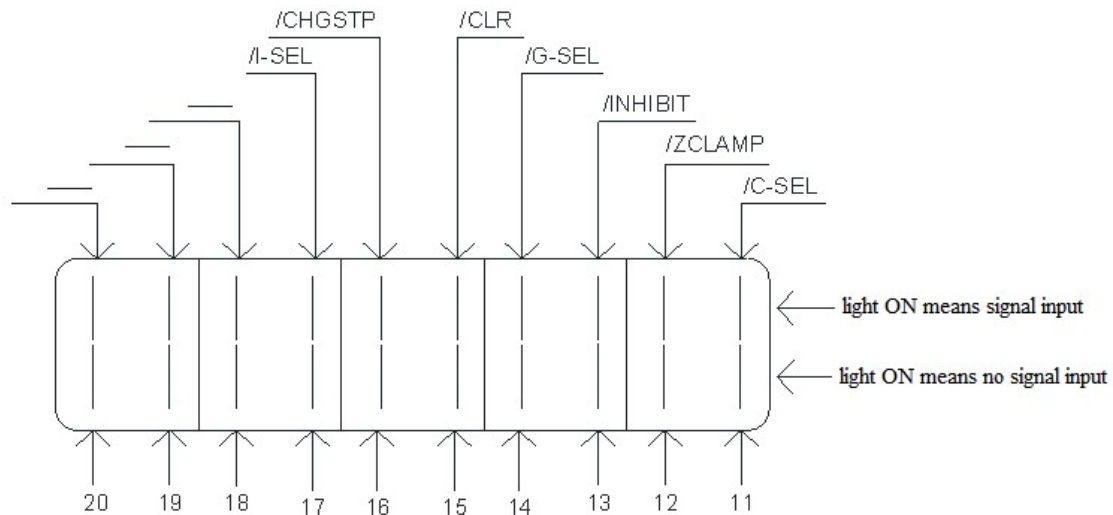 /CHGSTP
/CLR
/I-SEL
/G-SEL
/INHIBIT
/ZCLAMP
/C-SEL
light ON means signal input
light ON means no signal input
20 19 18 17 16 15 14 13 12 11